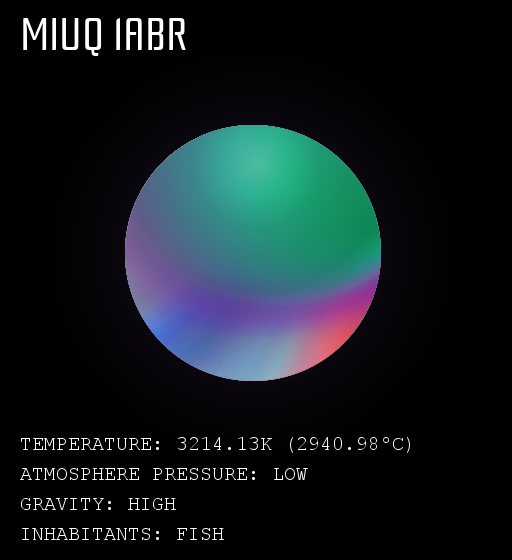 MIUQ IABR
TEMPERATURE: 3214.13K (2940.98°C)
ATMOSPHERE PRESSURE: LOW
GRAVITY: HIGH
INHABITANTS: FISH